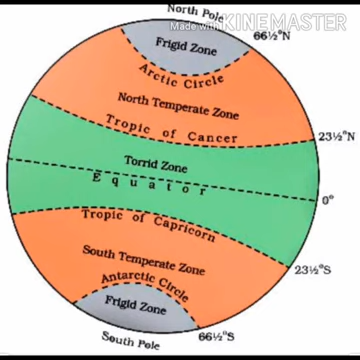 North Pole
Made with KINEMASTER
66½°N
Frigid Zone
Arctic Circle
North Temperate Zone
Tropic of Cancer
23½°N
Torrid Zone
Equator
0°
Tropic of Capricorn
South Temperate Zone
23½°S
Antarctic Circle
Frigid Zone
66½°S
South Pole